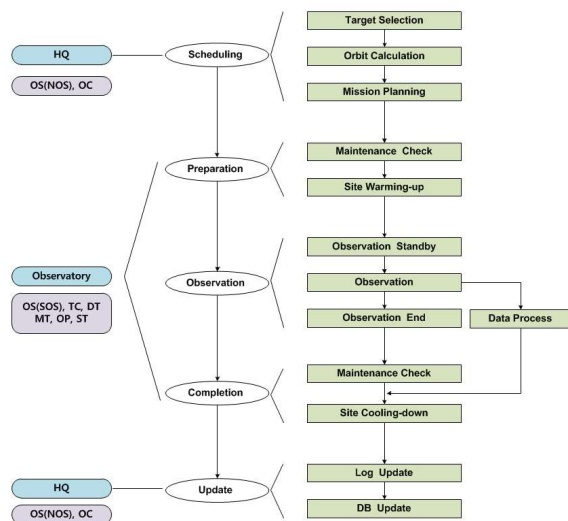 Target Selection
HQ
Scheduling
Orbit Calculation
OS(NOS), OC
Mission Planning
Maintenance Check
Preparation
Site Warming-up
Observation Standby
Observatory
Observation
Observation
OS(SOS), TC, DT
MT, OP, ST
Observation End
Data Process
Maintenance Check
Completion
Site Cooling-down
Log Update
HQ
Update
DB Update
OS(NOS), OC